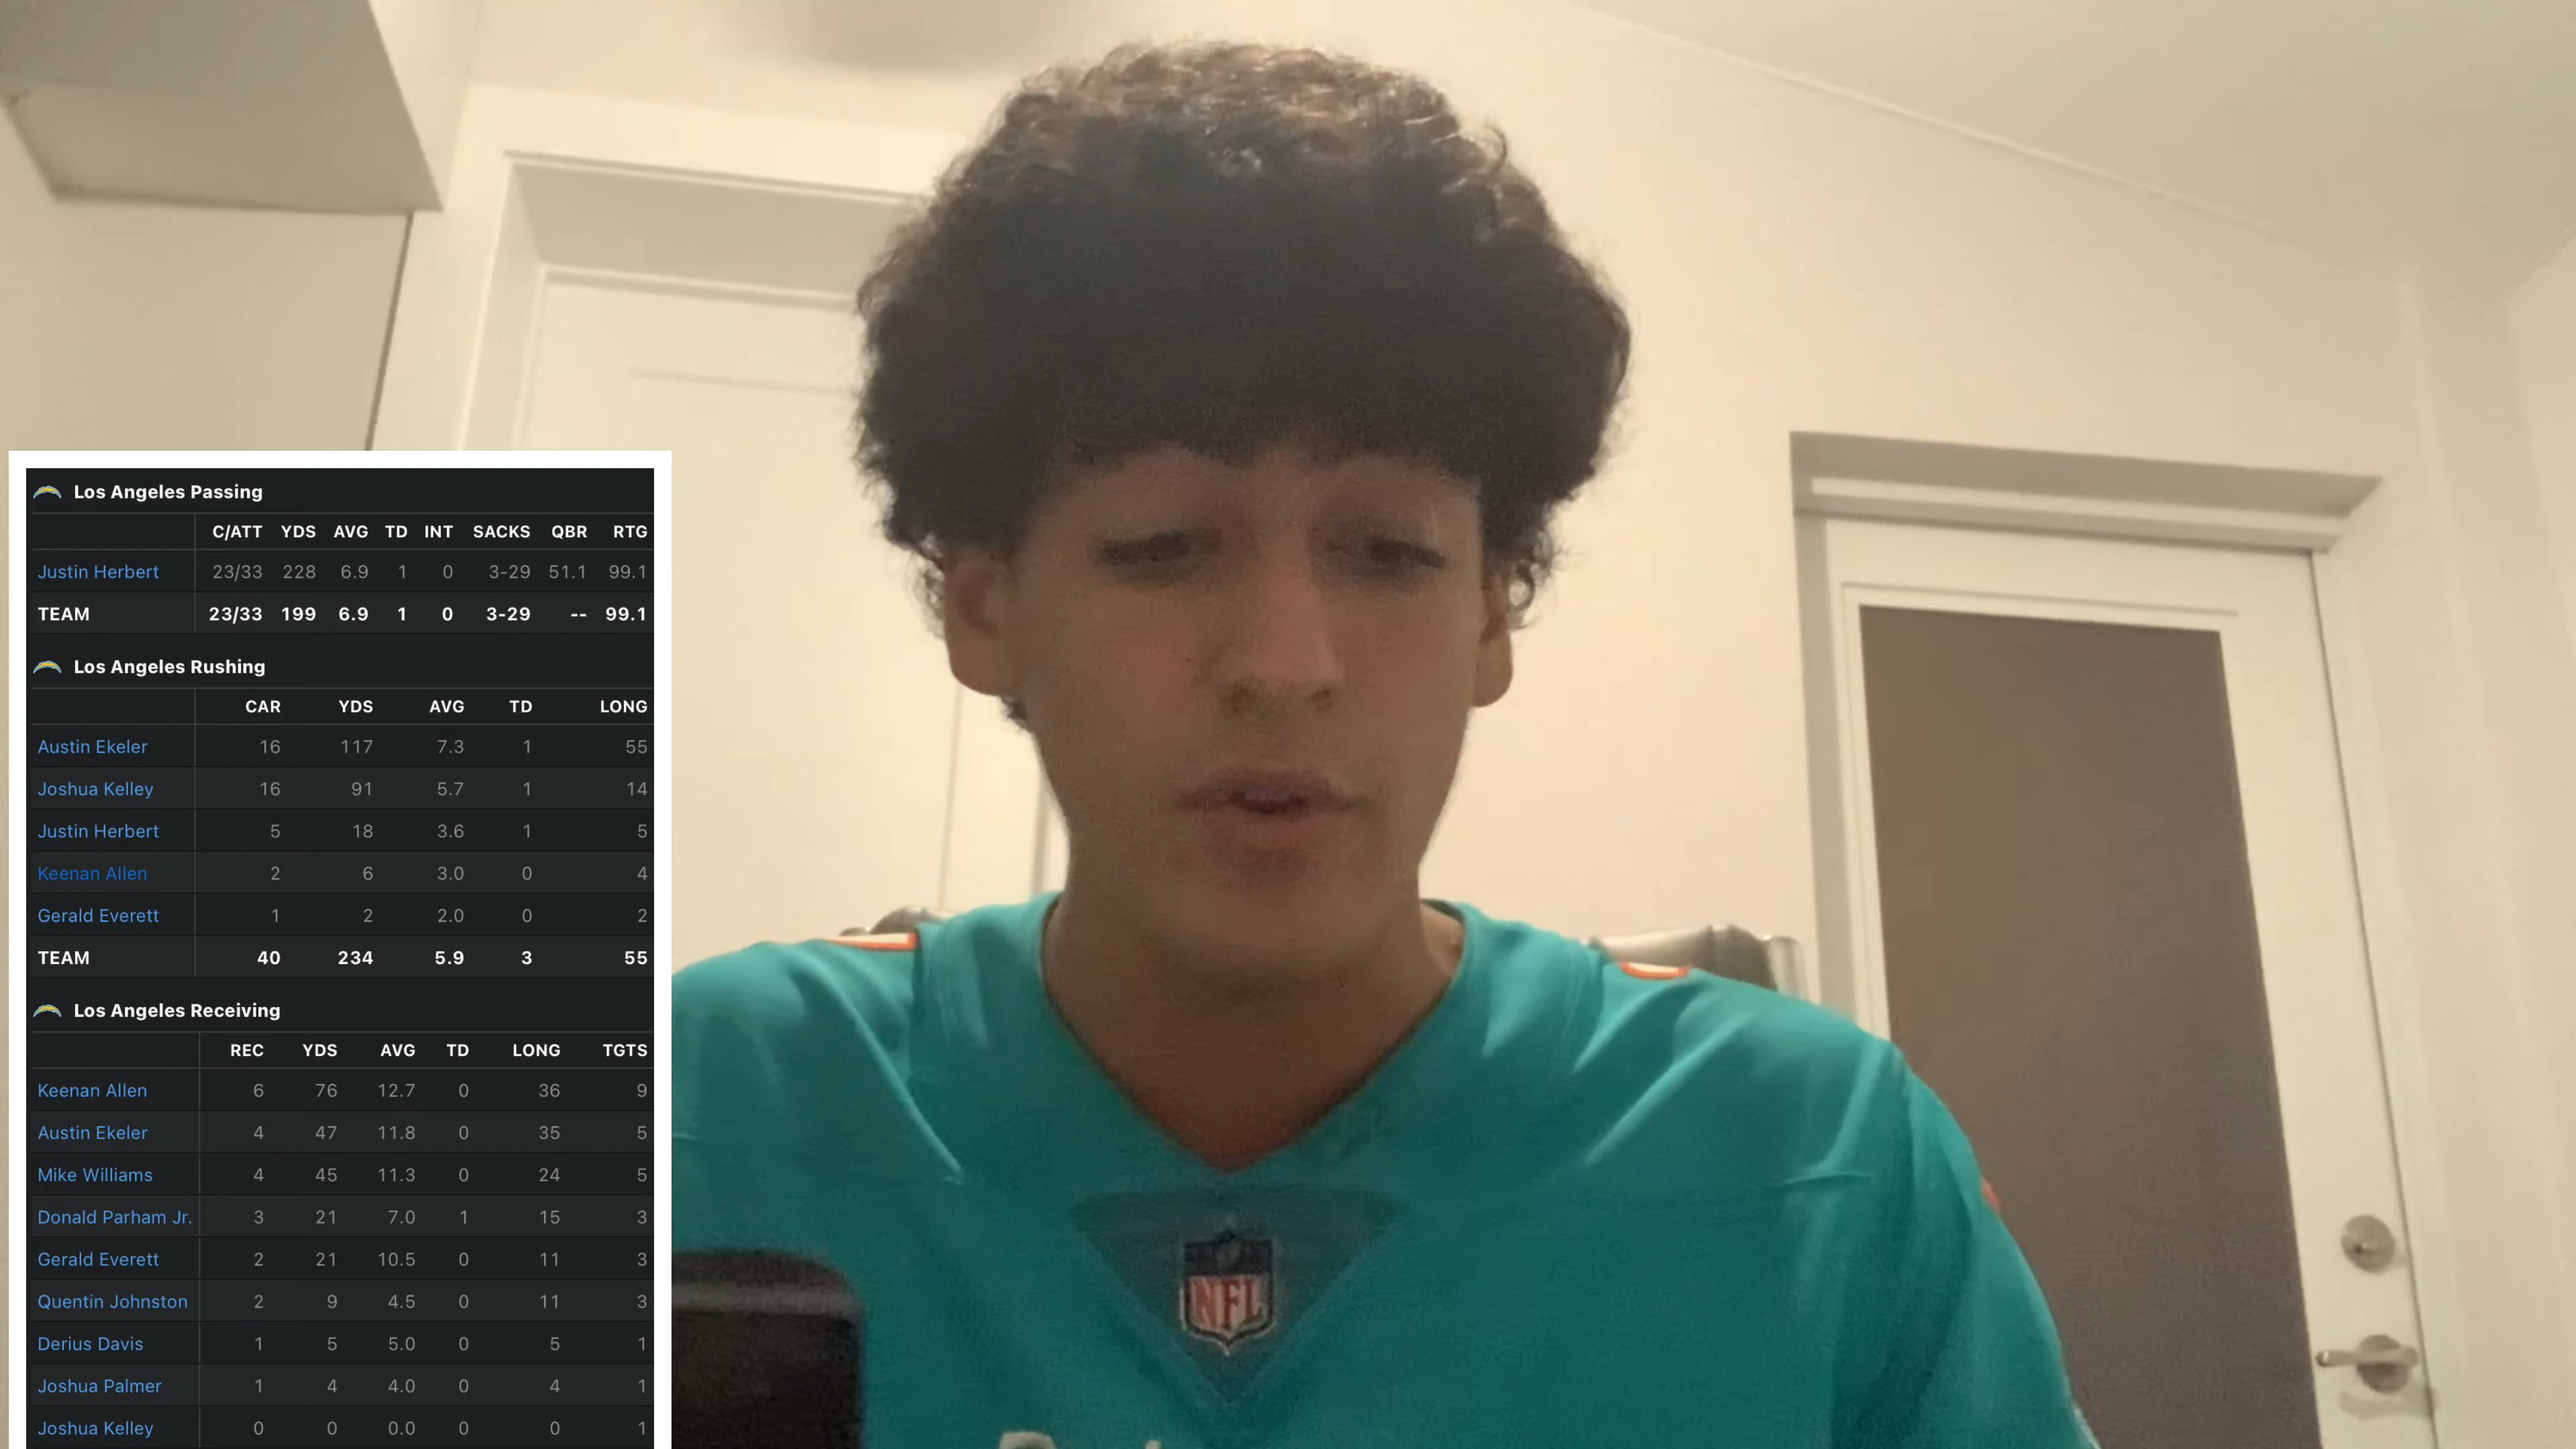 Los Angeles Passing
C/ATT YDS AVG TD INT SACKS QBR RTG
Justin Herbert 23/33 228 6.9 1 0 3-29 51.1 99.1
TEAM 23/33 199 6.9 1 0 3-29 -- 99.1
Los Angeles Rushing
CAR YDS AVG TD LONG
Austin Ekeler 16 117 7.3 1 55
Joshua Kelley 16 91 5.7 1 14
Justin Herbert 5 18 3.6 1 5
Keenan Allen 2 6 3.0 0 4
Gerald Everett 1 2 2.0 0 2
TEAM 40 234 5.9 3 55
Los Angeles Receiving
REC YDS AVG TD LONG TGTS
Keenan Allen 6 76 12.7 0 36 9
Austin Ekeler 4 47 11.8 0 35 5
Mike Williams 4 45 11.3 0 24 5
Donald Parham Jr. 3 21 7.0 1 15 3
Gerald Everett 2 21 10.5 0 11 3
Quentin Johnston 2 9 4.5 0 11 3
Derius Davis 1 5 5.0 0 5 1
Joshua Palmer 1 4 4.0 0 4 1
Joshua Kelley 0 0 0.0 0 0 1
NFL